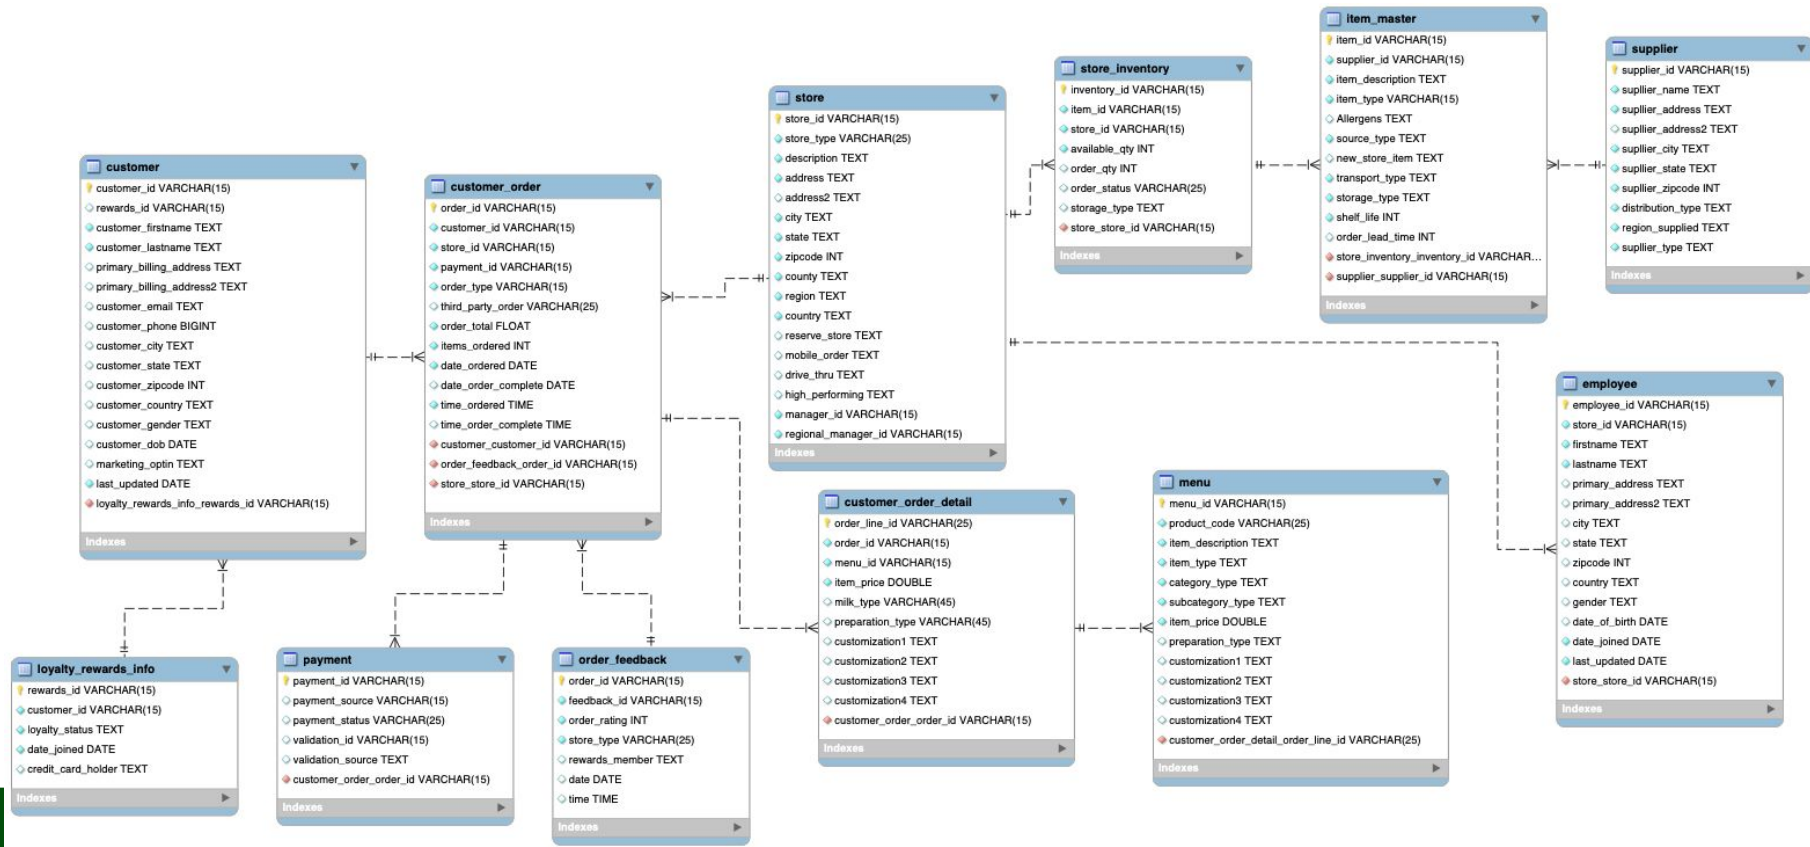 customer
customer_id VARCHAR(15)
rewards_id VARCHAR(15)
customer_firstname TEXT
customer_lastname TEXT
primary_billing_address TEXT
primary_billing_address2 TEXT
customer_email TEXT
customer_phone BIGINT
customer_city TEXT
customer_state TEXT
customer_zipcode INT
customer_country TEXT
customer_gender TEXT
customer_dob DATE
marketing_optin TEXT
last_updated DATE
loyalty_rewards_info_rewards_id VARCHAR(15)
Indexes
customer_order
order_id VARCHAR(15)
customer_id VARCHAR(15)
store_id VARCHAR(15)
payment_id VARCHAR(15)
order_type VARCHAR(15)
third_party_order VARCHAR(25)
order_total FLOAT
items_ordered INT
date_ordered DATE
date_order_complete DATE
time_ordered TIME
time_order_complete TIME
customer_customer_id VARCHAR(15)
order_feedback_order_id VARCHAR(15)
store_store_id VARCHAR(15)
Indexes
store
store_id VARCHAR(15)
store_type VARCHAR(25)
description TEXT
address TEXT
address2 TEXT
city TEXT
state TEXT
zipcode INT
county TEXT
region TEXT
country TEXT
reserve_store TEXT
mobile_order TEXT
drive_thru TEXT
high_performing TEXT
manager_id VARCHAR(15)
regional_manager_id VARCHAR(15)
Indexes
store_inventory
inventory_id VARCHAR(15)
item_id VARCHAR(15)
store_id VARCHAR(15)
available_qty INT
order_qty INT
order_status VARCHAR(25)
storage_type TEXT
store_store_id VARCHAR(15)
Indexes
item_master
item_id VARCHAR(15)
supplier_id VARCHAR(15)
item_description TEXT
item_type VARCHAR(15)
Allergens TEXT
source_type TEXT
new_store_item TEXT
transport_type TEXT
storage_type TEXT
shelf_life INT
order_lead_time INT
store_inventory_inventory_id VARCHAR...
supplier_supplier_id VARCHAR(15)
Indexes
supplier
supplier_id VARCHAR(15)
supllier_name TEXT
supllier_address TEXT
supllier_address2 TEXT
supllier_city TEXT
supllier_state TEXT
supllier_zipcode INT
distribution_type TEXT
region_supplied TEXT
supllier_type TEXT
Indexes
employee
employee_id VARCHAR(15)
store_id VARCHAR(15)
firstname TEXT
lastname TEXT
primary_address TEXT
primary_address2 TEXT
city TEXT
state TEXT
zipcode INT
country TEXT
gender TEXT
date_of_birth DATE
date_joined DATE
last_updated DATE
store_store_id VARCHAR(15)
Indexes
loyalty_rewards_info
rewards_id VARCHAR(15)
customer_id VARCHAR(15)
loyalty_status TEXT
date_joined DATE
credit_card_holder TEXT
Indexes
payment
payment_id VARCHAR(15)
payment_source VARCHAR(15)
payment_status VARCHAR(25)
validation_id VARCHAR(15)
validation_source TEXT
customer_order_order_id VARCHAR(15)
Indexes
order_feedback
order_id VARCHAR(15)
feedback_id VARCHAR(15)
order_rating INT
store_type VARCHAR(25)
rewards_member TEXT
date DATE
time TIME
Indexes
customer_order_detail
order_line_id VARCHAR(25)
order_id VARCHAR(15)
menu_id VARCHAR(15)
item_price DOUBLE
milk_type VARCHAR(45)
preparation_type VARCHAR(45)
customization1 TEXT
customization2 TEXT
customization3 TEXT
customization4 TEXT
customer_order_order_id VARCHAR(15)
Indexes
menu
menu_id VARCHAR(15)
product_code VARCHAR(25)
item_description TEXT
item_type TEXT
category_type TEXT
subcategory_type TEXT
item_price DOUBLE
preparation_type TEXT
customization1 TEXT
customization2 TEXT
customization3 TEXT
customization4 TEXT
customer_order_detail_order_line_id VARCHAR(25)
Indexes